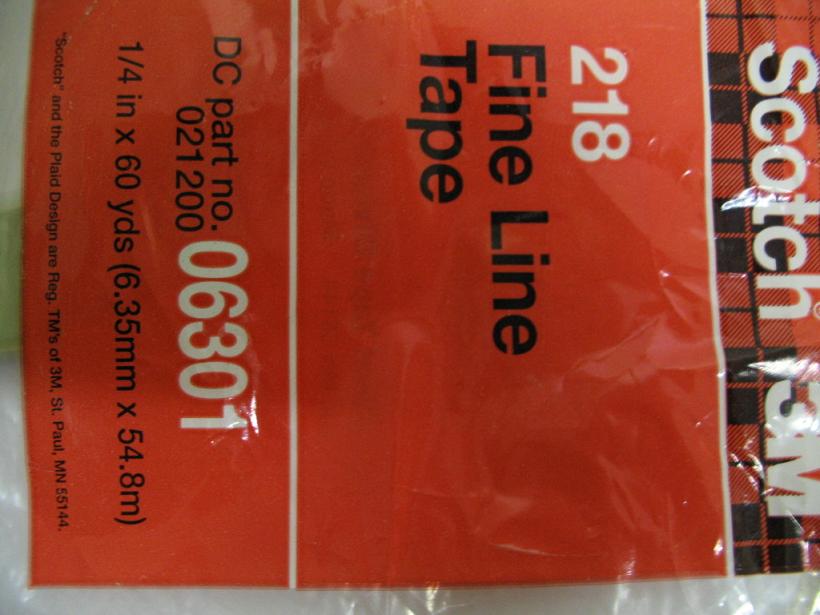 Scotch® 3M
218
Fine Line
Tape
DC part no.
021200 06301
1/4 in x 60 yds (6.35mm x 54.8m)
"Scotch" and the Plaid Design are Reg. TM's of 3M, St. Paul, MN 55144.